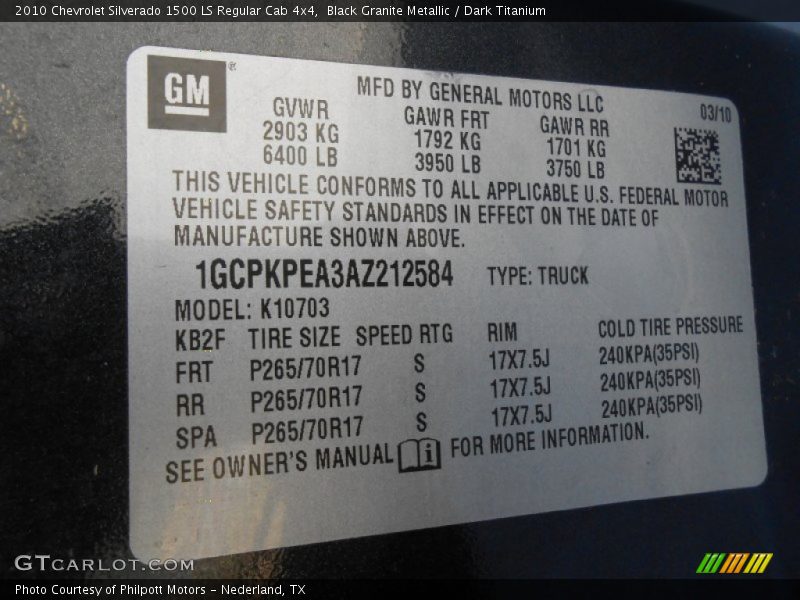 2010 Chevrolet Silverado 1500 LS Regular Cab 4x4,  Black Granite Metallic / Dark Titanium
GM®
MFD BY GENERAL MOTORS LLC
03/10
GVWR GAWR FRT GAWR RR
2903 KG 1792 KG 1701 KG
6400 LB 3950 LB 3750 LB
THIS VEHICLE CONFORMS TO ALL APPLICABLE U.S. FEDERAL MOTOR
VEHICLE SAFETY STANDARDS IN EFFECT ON THE DATE OF
MANUFACTURE SHOWN ABOVE.
1GCPKPEA3AZ212584 TYPE: TRUCK
MODEL: K10703
KB2F TIRE SIZE SPEED RTG RIM COLD TIRE PRESSURE
FRT P265/70R17 S 17X7.5J 240KPA(35PSI)
RR P265/70R17 S 17X7.5J 240KPA(35PSI)
SPA P265/70R17 S 17X7.5J 240KPA(35PSI)
SEE OWNER'S MANUAL i FOR MORE INFORMATION.
GTCARLOT.COM
Photo Courtesy of Philpott Motors – Nederland, TX